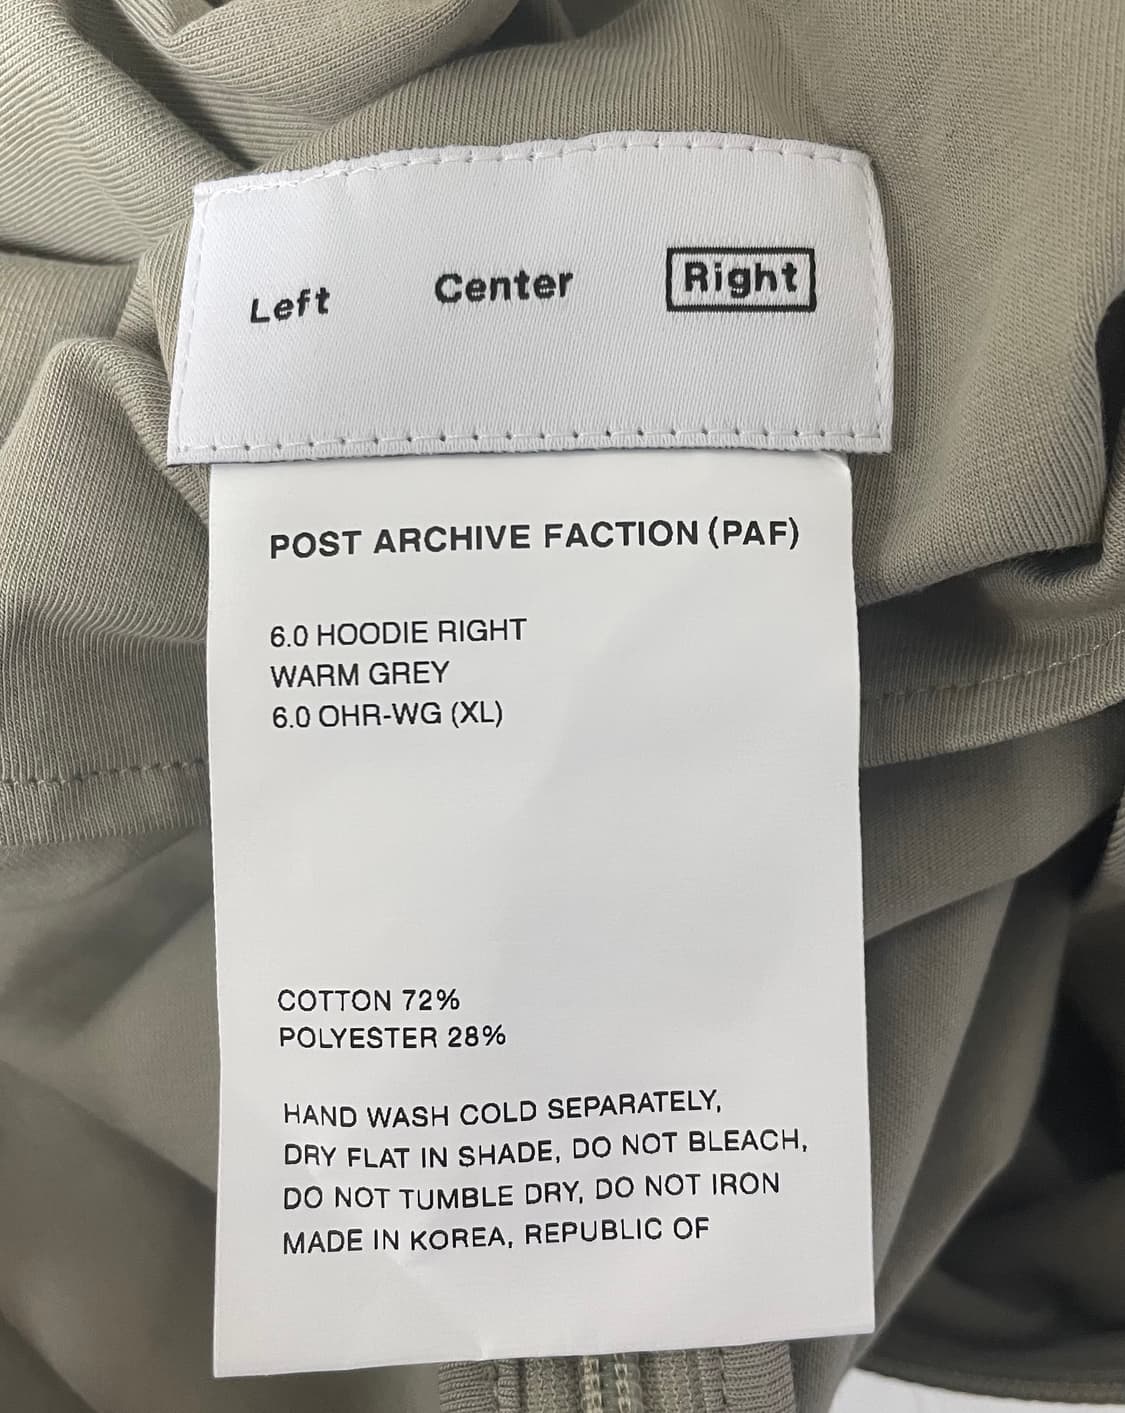 Left Center Right
POST ARCHIVE FACTION (PAF)
6.0 HOODIE RIGHT
WARM GREY
6.0 OHR-WG (XL)
COTTON 72%
POLYESTER 28%
HAND WASH COLD SEPARATELY,
DRY FLAT IN SHADE, DO NOT BLEACH,
DO NOT TUMBLE DRY, DO NOT IRON
MADE IN KOREA, REPUBLIC OF